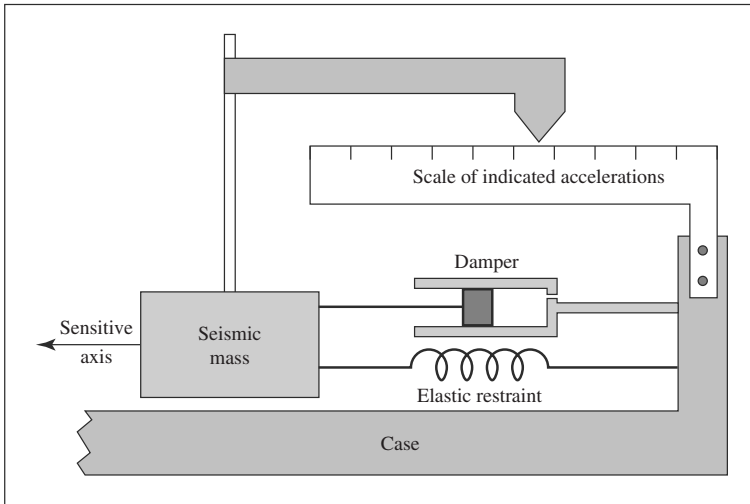 Scale of indicated accelerations
Damper
Sensitive
axis
Seismic
mass
Elastic restraint
Case